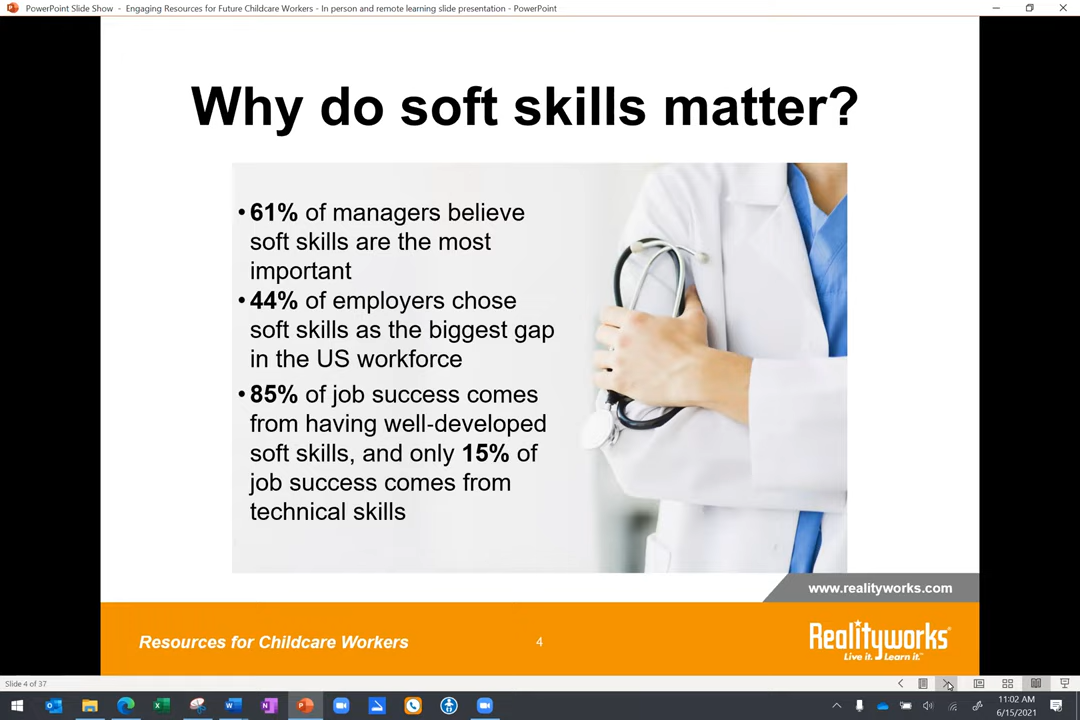 PowerPoint Slide Show - Engaging Resources for Future Childcare Workers - In person and remote learning slide presentation - PowerPoint
Why do soft skills matter?
• 61% of managers believe
soft skills are the most
important
• 44% of employers chose
soft skills as the biggest gap
in the US workforce
• 85% of job success comes
from having well-developed
soft skills, and only 15% of
job success comes from
technical skills
www.realityworks.com
Resources for Childcare Workers
4
Realityworks®
Live it. Learn it.™
Slide 4 of 37
11:02 AM
6/15/2021